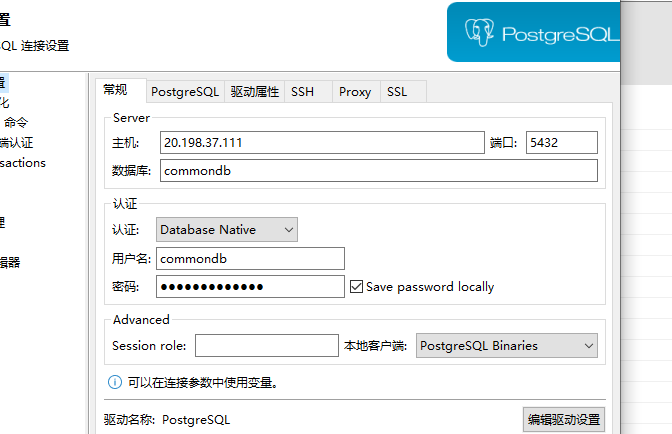 置
SQL 连接设置
PostgreSQL
置
化
命令
端认证
nsactions
理
辑器
常规 PostgreSQL 驱动属性 SSH Proxy SSL
Server
主机: 20.198.37.111 端口: 5432
数据库: commondb
认证
认证: Database Native
用户名: commondb
密码: ●●●●●●●●●●●●● Save password locally
Advanced
Session role: 本地客户端: PostgreSQL Binaries
可以在连接参数中使用变量。
驱动名称: PostgreSQL 编辑驱动设置